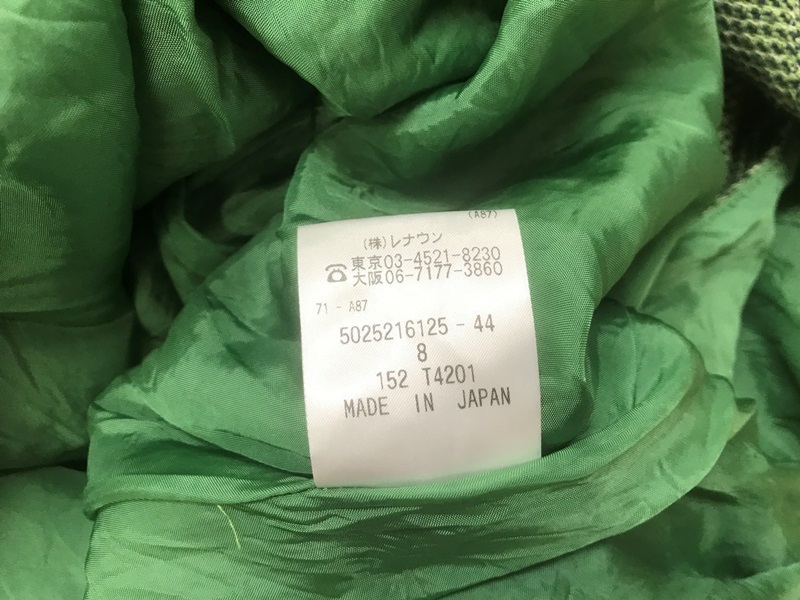 (A87)
(株)レナウン
☎東京03-4521-8230
大阪06-7177-3860
71 - A87
5025216125 - 44
8
152 T4201
MADE IN JAPAN